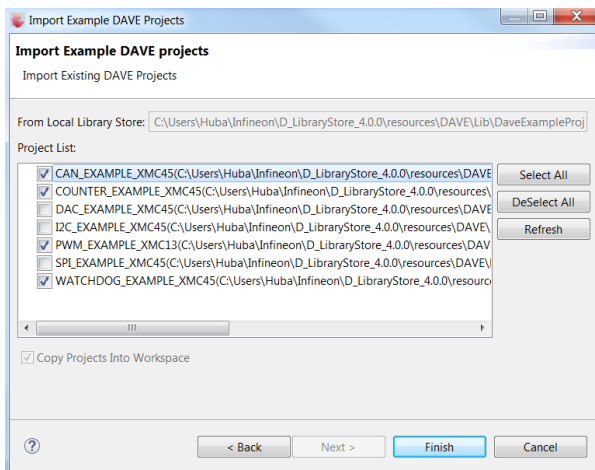 Import Example DAVE Projects
Import Example DAVE projects
Import Existing DAVE Projects
From Local Library Store: C:\Users\Huba\Infineon\D_LibraryStore_4.0.0\resources\DAVE\Lib\DaveExampleProj
Project List:
CAN_EXAMPLE_XMC45(C:\Users\Huba\Infineon\D_LibraryStore_4.0.0\resources\DAVE
Select All
COUNTER_EXAMPLE_XMC45(C:\Users\Huba\Infineon\D_LibraryStore_4.0.0\resources\
DAC_EXAMPLE_XMC45(C:\Users\Huba\Infineon\D_LibraryStore_4.0.0\resources\DAVE
DeSelect All
I2C_EXAMPLE_XMC45(C:\Users\Huba\Infineon\D_LibraryStore_4.0.0\resources\DAVE\
Refresh
PWM_EXAMPLE_XMC13(C:\Users\Huba\Infineon\D_LibraryStore_4.0.0\resources\DAV
SPI_EXAMPLE_XMC45(C:\Users\Huba\Infineon\D_LibraryStore_4.0.0\resources\DAVE\
WATCHDOG_EXAMPLE_XMC45(C:\Users\Huba\Infineon\D_LibraryStore_4.0.0\resourc
Copy Projects Into Workspace
? < Back Next > Finish Cancel